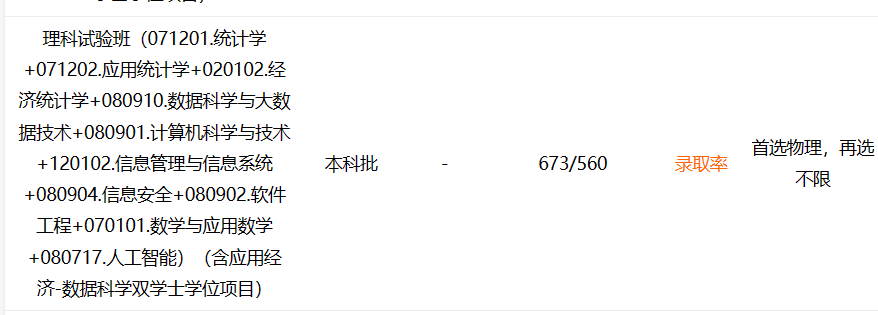 理科试验班（071201.统计学
+071202.应用统计学+020102.经
济统计学+080910.数据科学与大数
据技术+080901.计算机科学与技术
+120102.信息管理与信息系统
+080904.信息安全+080902.软件
工程+070101.数学与应用数学
+080717.人工智能）（含应用经
济-数据科学双学士学位项目）
本科批
-
673/560
录取率
首选物理，再选
不限